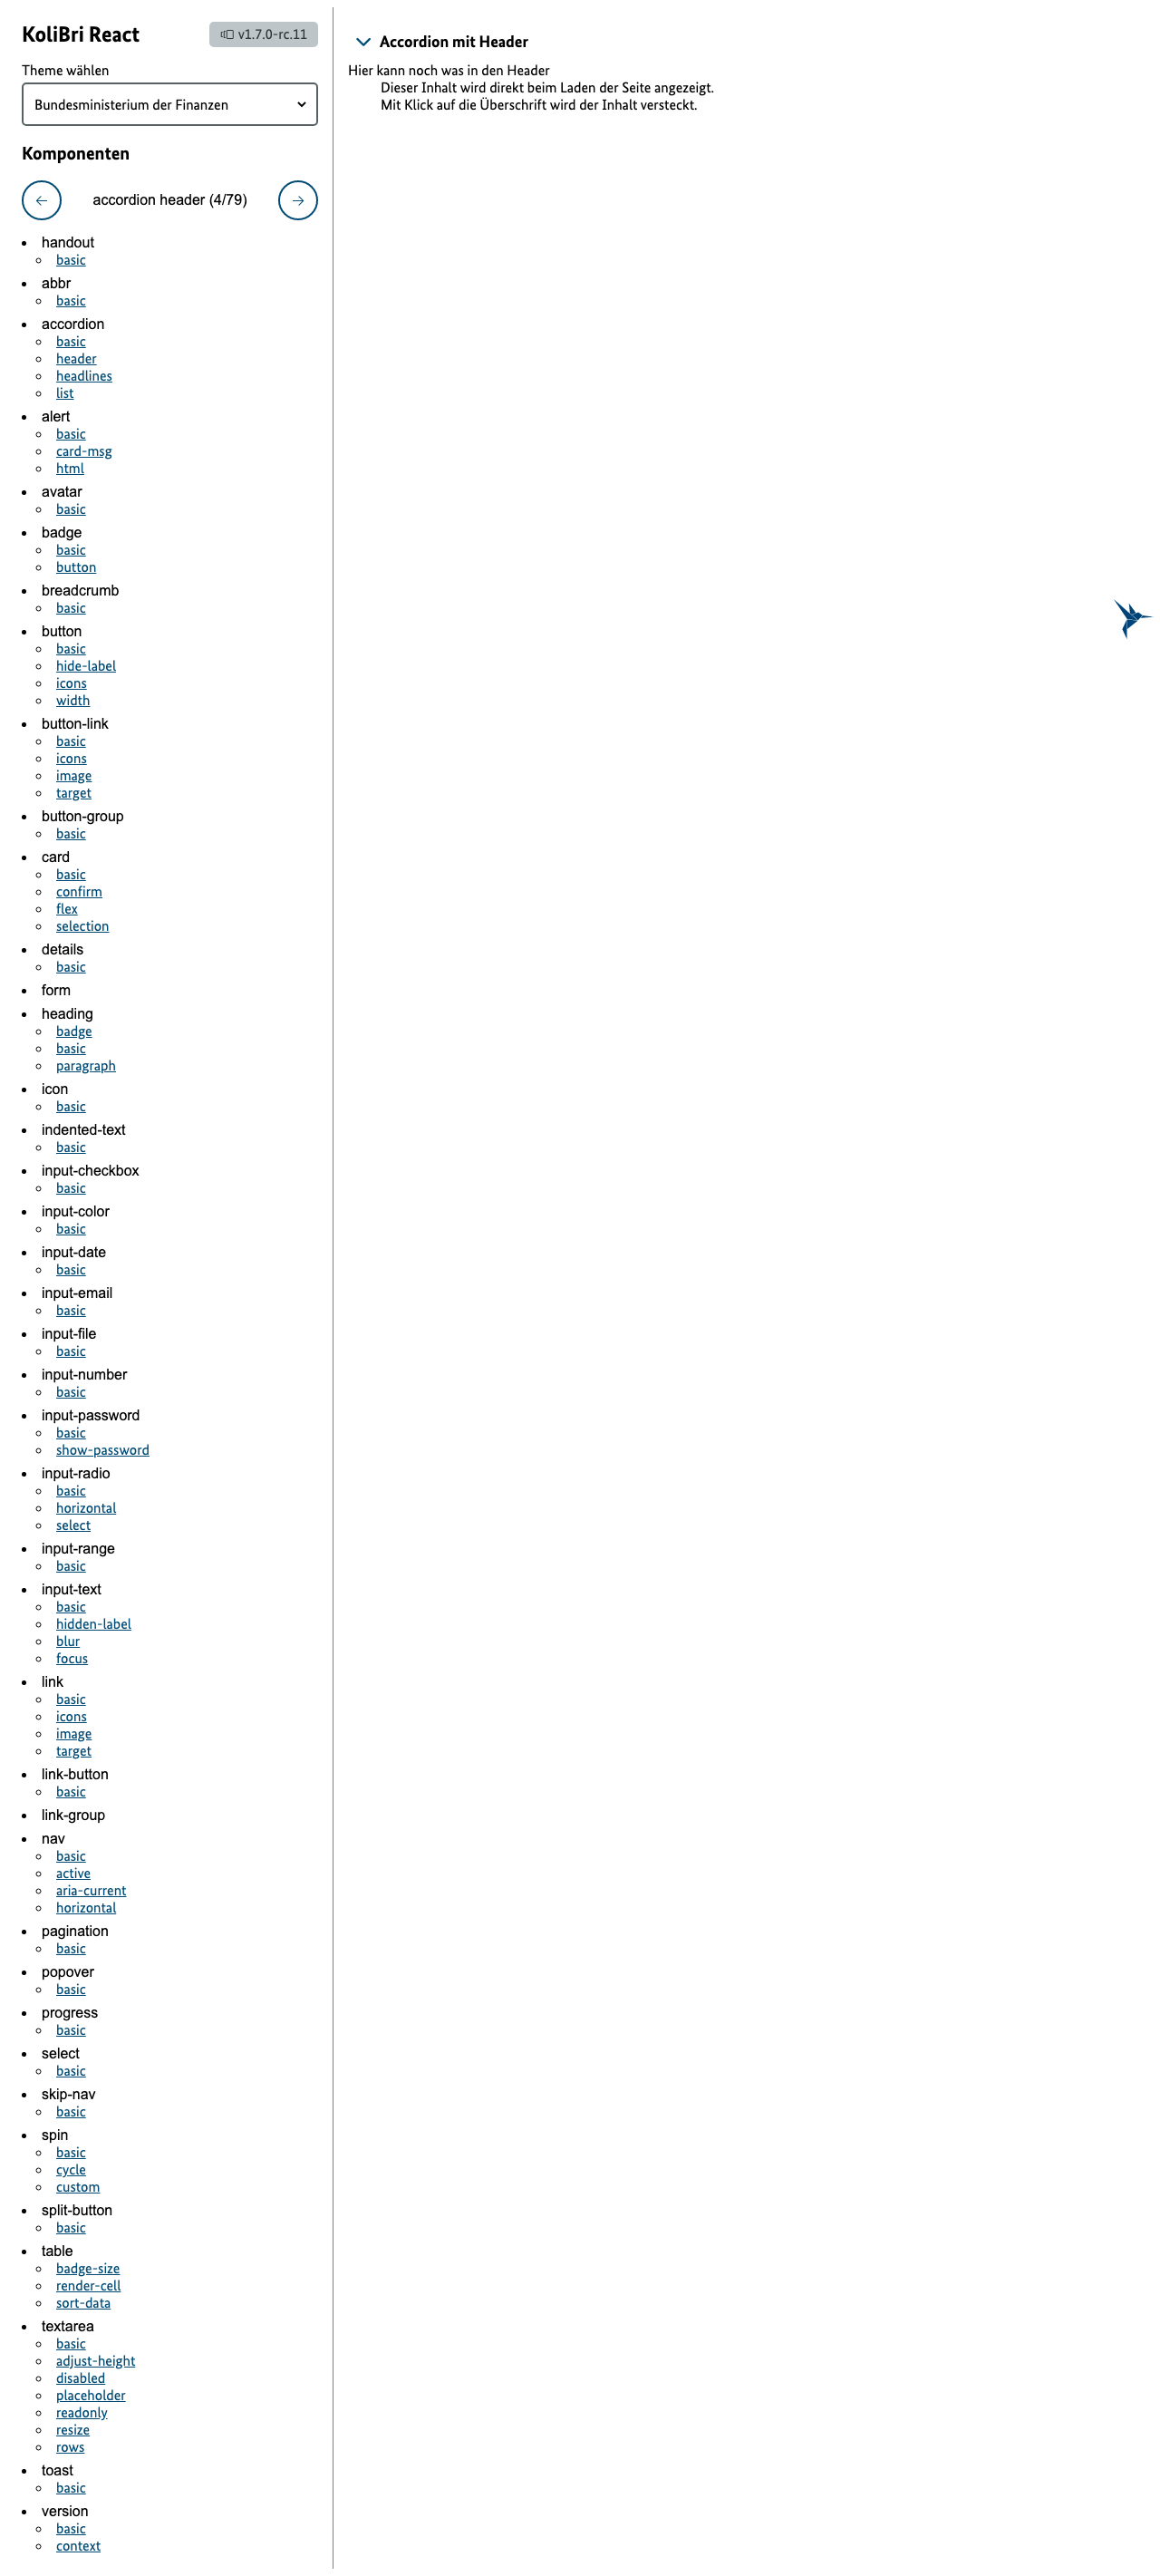 KoliBri React
v1.7.0-rc.11
Theme wählen
Bundesministerium der Finanzen
Komponenten
accordion header (4/79)
handout
basic
abbr
basic
accordion
basic
header
headlines
list
alert
basic
card-msg
html
avatar
basic
badge
basic
button
breadcrumb
basic
button
basic
hide-label
icons
width
button-link
basic
icons
image
target
button-group
basic
card
basic
confirm
flex
selection
details
basic
form
heading
badge
basic
paragraph
icon
basic
indented-text
basic
input-checkbox
basic
input-color
basic
input-date
basic
input-email
basic
input-file
basic
input-number
basic
input-password
basic
show-password
input-radio
basic
horizontal
select
input-range
basic
input-text
basic
hidden-label
blur
focus
link
basic
icons
image
target
link-button
basic
link-group
nav
basic
active
aria-current
horizontal
pagination
basic
popover
basic
progress
basic
select
basic
skip-nav
basic
spin
basic
cycle
custom
split-button
basic
table
badge-size
render-cell
sort-data
textarea
basic
adjust-height
disabled
placeholder
readonly
resize
rows
toast
basic
version
basic
context
Accordion mit Header
Hier kann noch was in den Header
Dieser Inhalt wird direkt beim Laden der Seite angezeigt.
Mit Klick auf die Überschrift wird der Inhalt versteckt.